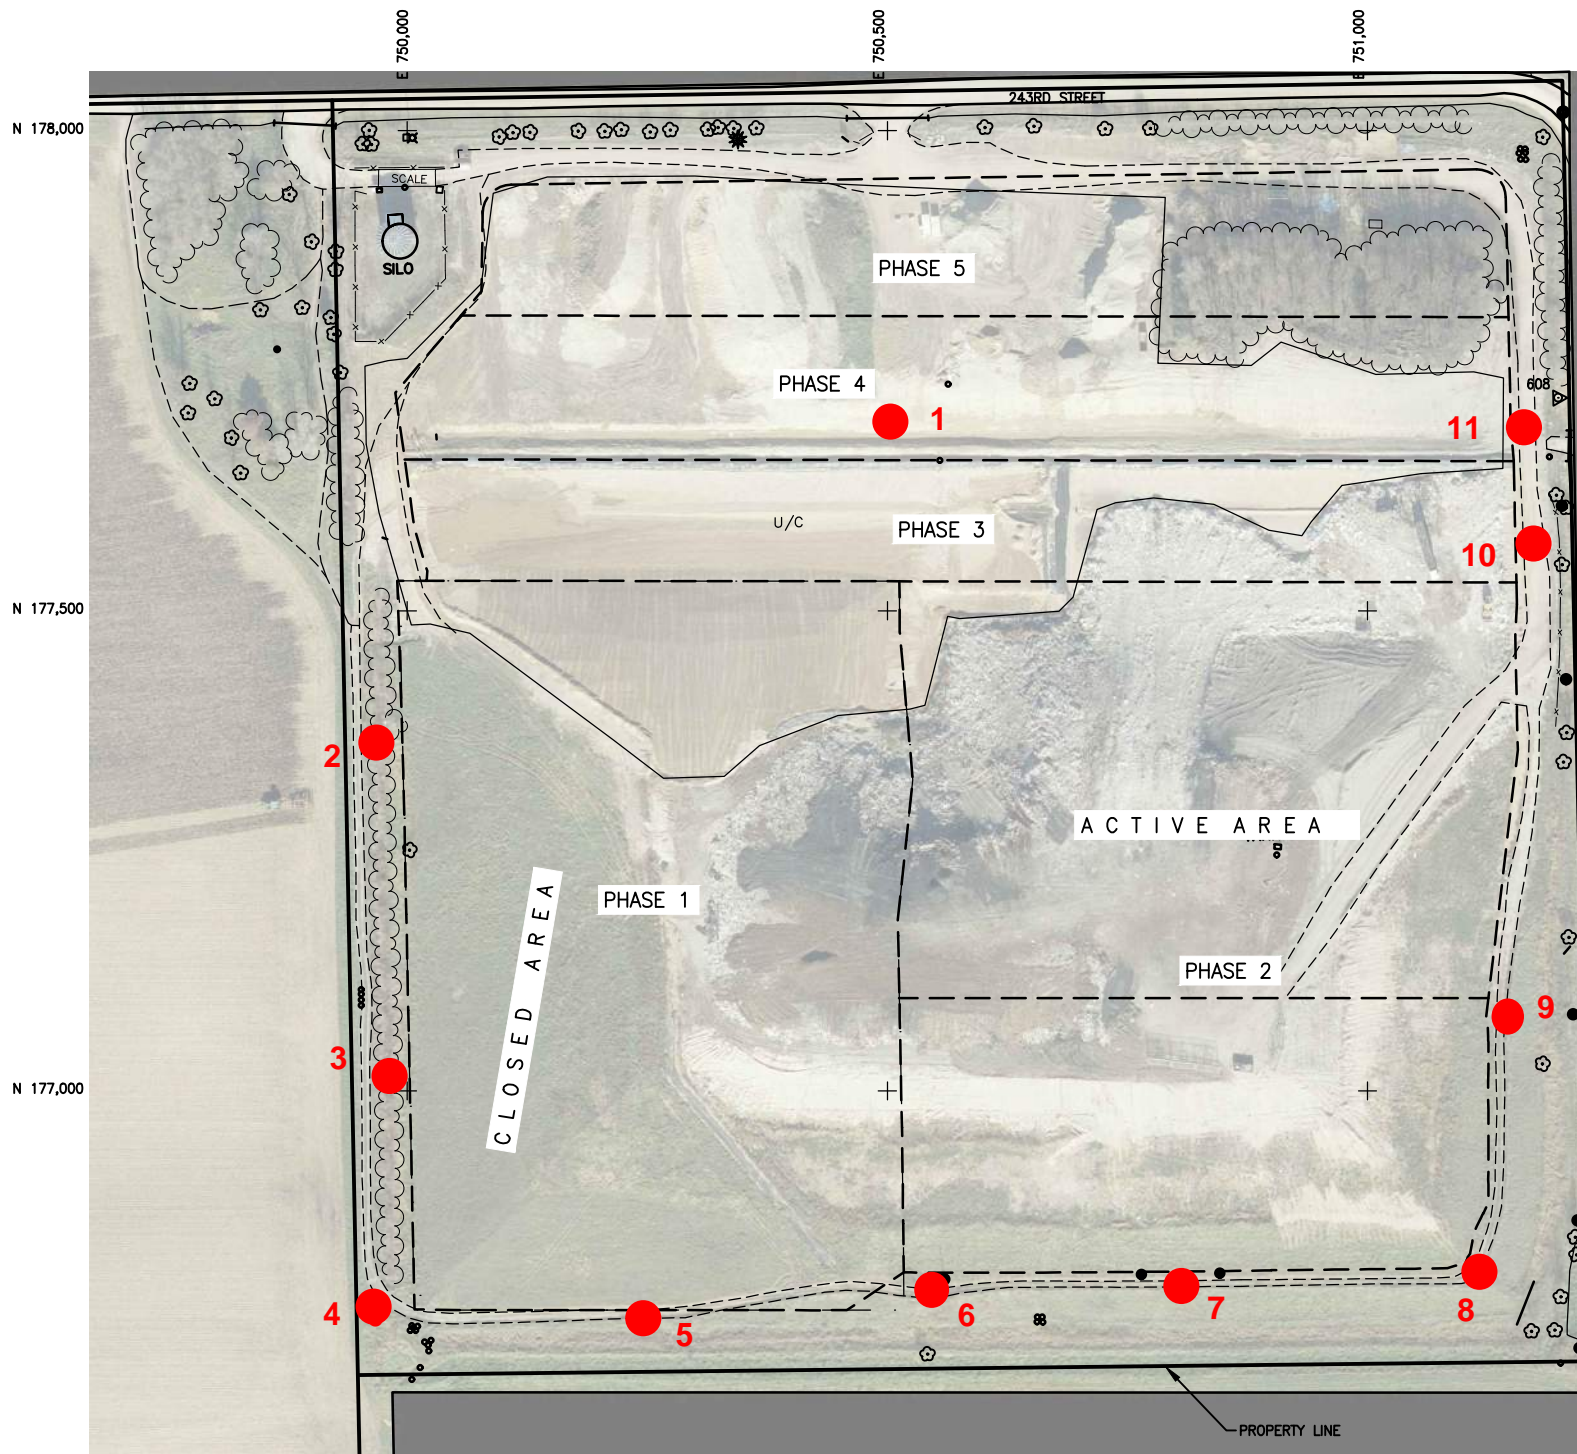 E 750,000
E 750,500
E 751,000
243RD STREET
N 178,000
SCALE
SILO
PHASE 5
PHASE 4
608
1
11
U/C
PHASE 3
10
N 177,500
2
ACTIVE AREA
PHASE 1
CLOSED AREA
PHASE 2
9
3
N 177,000
4
5
6
7
8
PROPERTY LINE